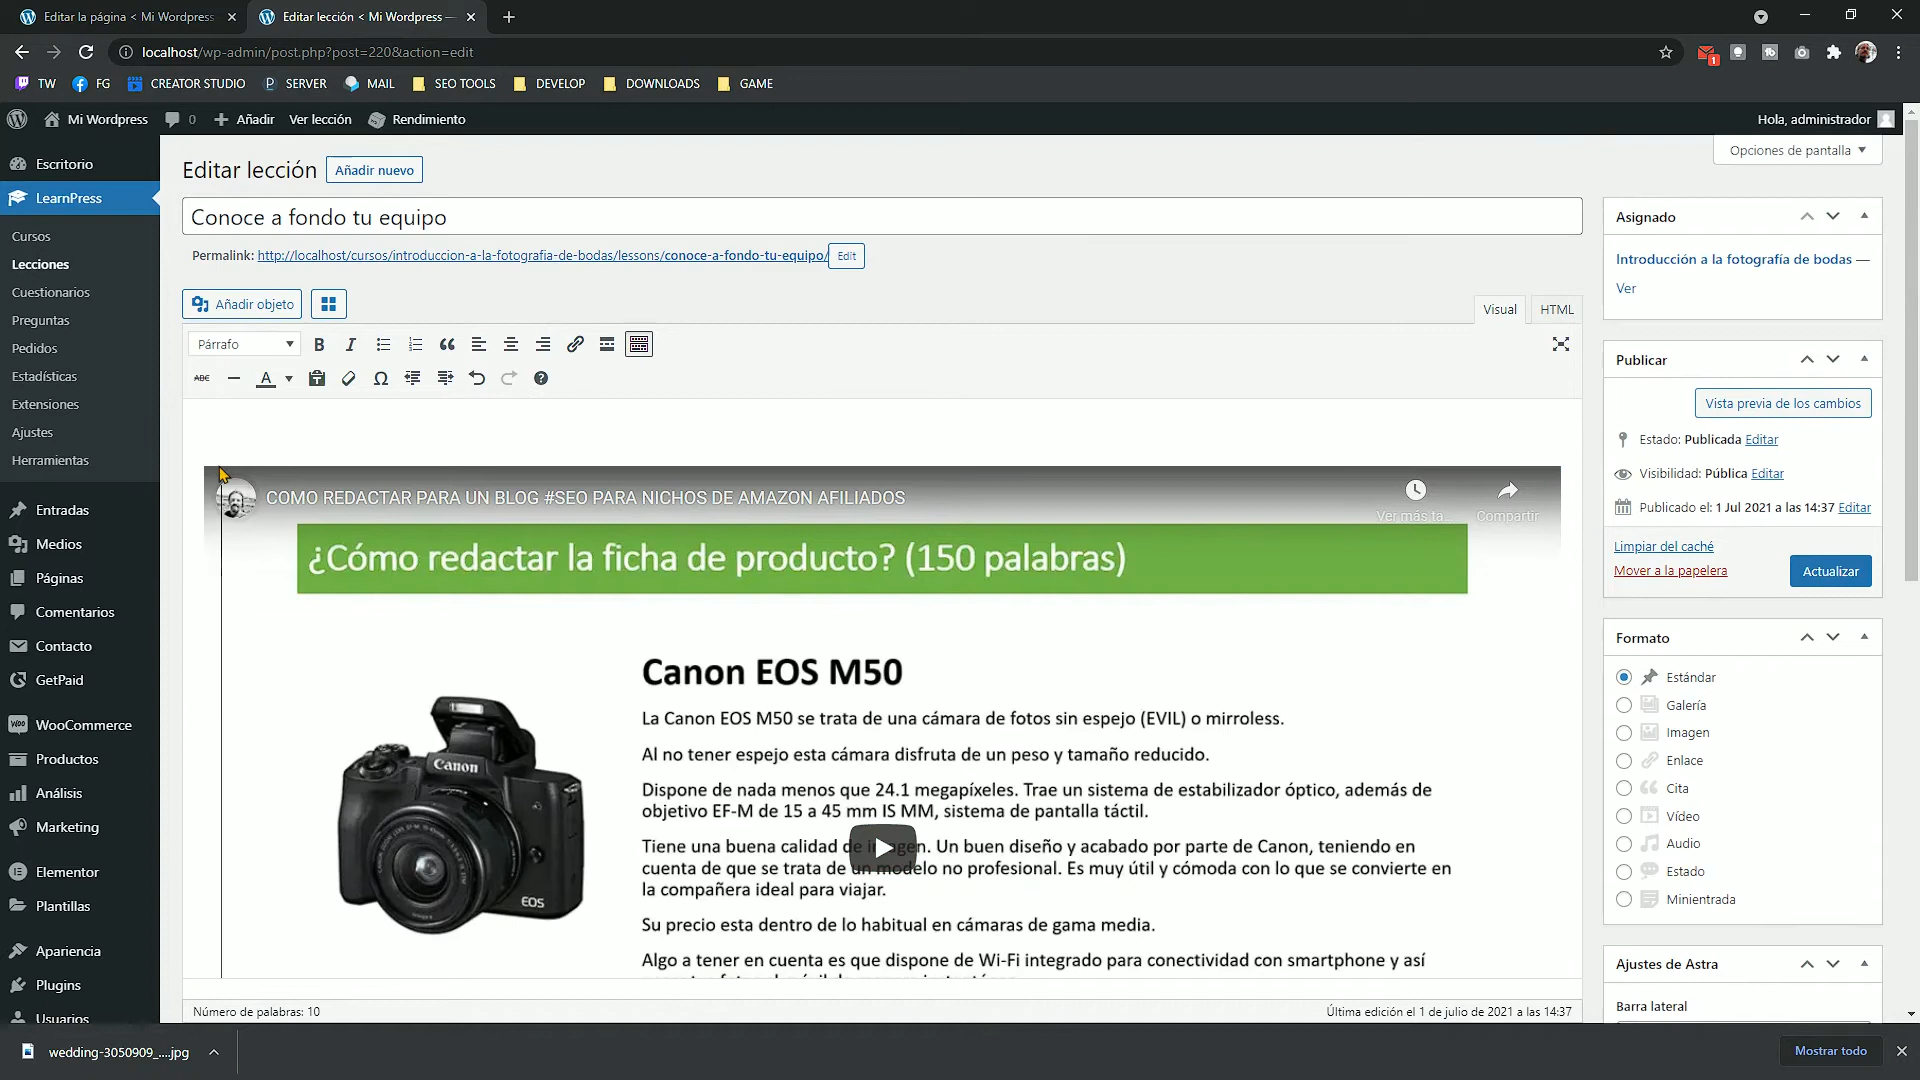 Editar la página < Mi Wordpress
Editar lección < Mi Wordpress —
localhost/wp-admin/post.php?post=220&action=edit
1
TW
FG
CREATOR STUDIO
SERVER
MAIL
SEO TOOLS
DEVELOP
DOWNLOADS
GAME
Mi Wordpress
0
Añadir
Ver lección
Rendimiento
Hola, administrador
Escritorio
LearnPress
Cursos
Lecciones
Cuestionarios
Preguntas
Pedidos
Estadísticas
Extensiones
Ajustes
Herramientas
Entradas
Medios
Páginas
Comentarios
Contacto
GetPaid
WooCommerce
Productos
Análisis
Marketing
Elementor
Plantillas
Apariencia
Plugins
Usuarios
Opciones de pantalla
Editar lección
Añadir nuevo
Conoce a fondo tu equipo
Permalink: http://localhost/cursos/introduccion-a-la-fotografia-de-bodas/lessons/conoce-a-fondo-tu-equipo/
Edit
Añadir objeto
Visual
HTML
Párrafo
B
I
ABC
A
COMO REDACTAR PARA UN BLOG #SEO PARA NICHOS DE AMAZON AFILIADOS
Ver más ta...
Compartir
¿Cómo redactar la ficha de producto? (150 palabras)
Canon
EOS
Canon EOS M50
La Canon EOS M50 se trata de una cámara de fotos sin espejo (EVIL) o mirroless.
Al no tener espejo esta cámara disfruta de un peso y tamaño reducido.
Dispone de nada menos que 24.1 megapíxeles. Trae un sistema de estabilizador óptico, además de
objetivo EF-M de 15 a 45 mm IS MM, sistema de pantalla táctil.
Tiene una buena calidad de imagen. Un buen diseño y acabado por parte de Canon, teniendo en
cuenta de que se trata de un modelo no profesional. Es muy útil y cómoda con lo que se convierte en
la compañera ideal para viajar.
Su precio esta dentro de lo habitual en cámaras de gama media.
Algo a tener en cuenta es que dispone de Wi-Fi integrado para conectividad con smartphone y así
Número de palabras: 10
Última edición el 1 de julio de 2021 a las 14:37
Asignado
Introducción a la fotografía de bodas —
Ver
Publicar
Vista previa de los cambios
Estado: Publicada Editar
Visibilidad: Pública Editar
Publicado el: 1 Jul 2021 a las 14:37 Editar
Limpiar del caché
Mover a la papelera
Actualizar
Formato
Estándar
Galería
Imagen
Enlace
Cita
Vídeo
Audio
Estado
Minientrada
Ajustes de Astra
Barra lateral
wedding-3050909_....jpg
Mostrar todo